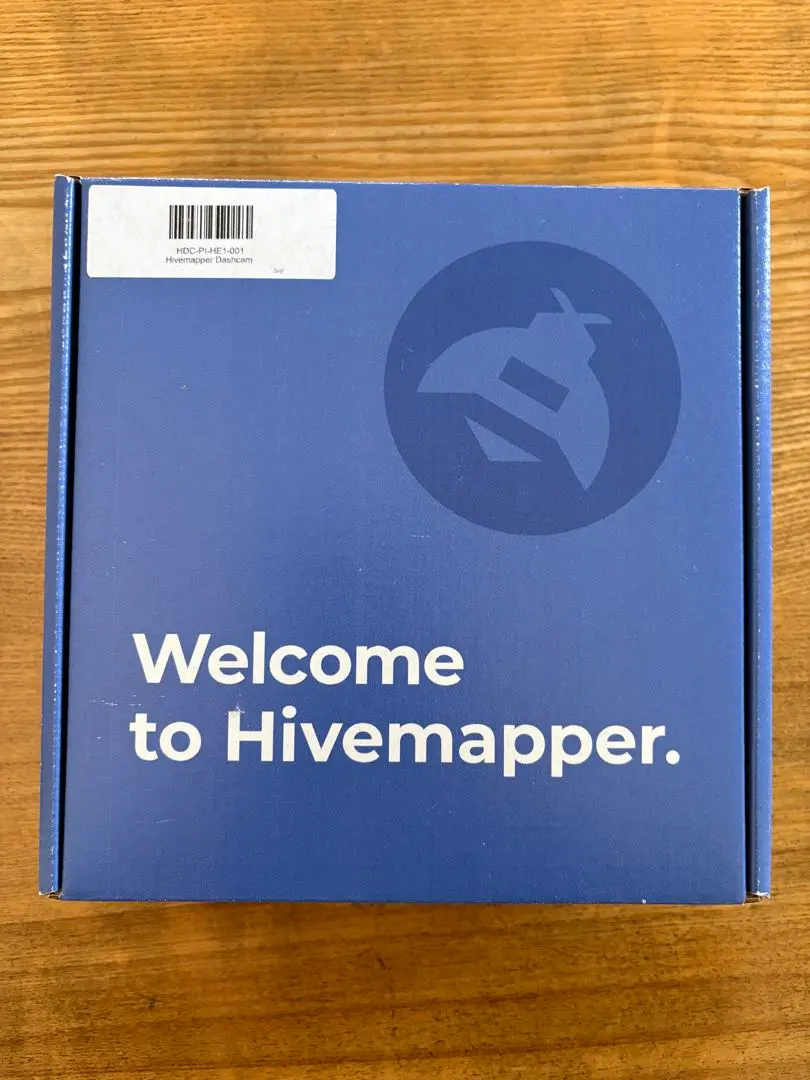 HDC-PI-HE1-001
Hivemapper Dashcam
Welcome
to Hivemapper.